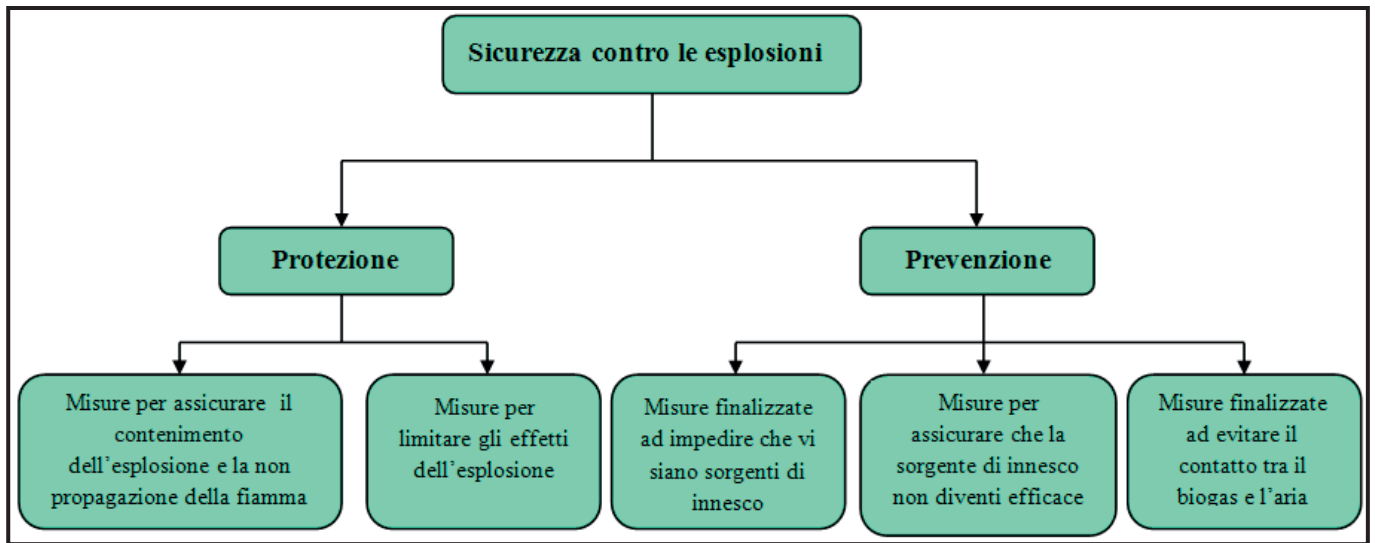 Sicurezza contro le esplosioni
Protezione
Prevenzione
Misure per assicurare il
contenimento
dell’esplosione e la non
propagazione della fiamma
Misure per
limitare gli effetti
dell’esplosione
Misure finalizzate
ad impedire che vi
siano sorgenti di
innesco
Misure per
assicurare che la
sorgente di innesco
non diventi efficace
Misure finalizzate
ad evitare il
contatto tra il
biogas e l’aria